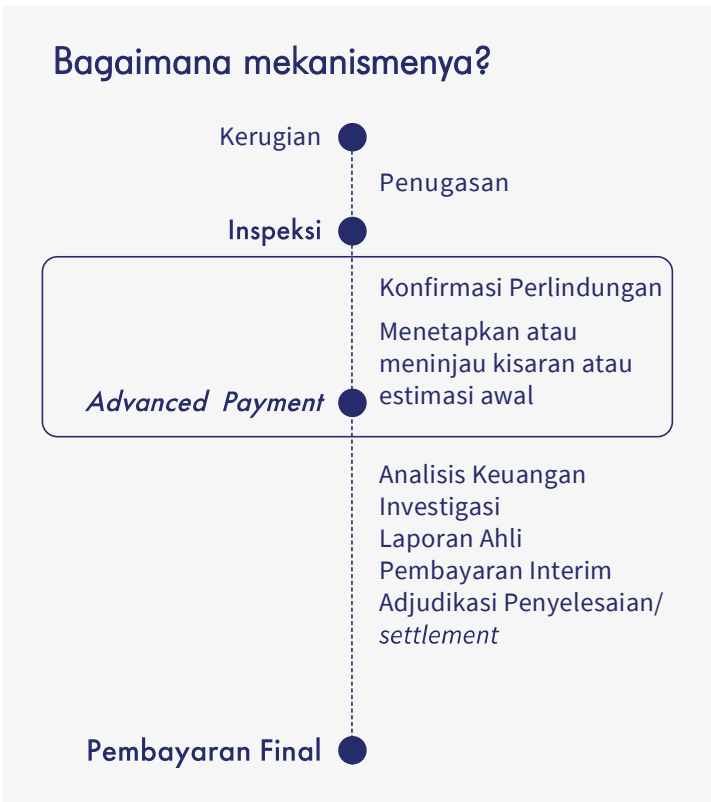 Bagaimana mekanismenya?
Kerugian
Penugasan
Inspeksi
Konfirmasi Perlindungan
Menetapkan atau
meninjau kisaran atau
estimasi awal
Advanced Payment
Analisis Keuangan
Investigasi
Laporan Ahli
Pembayaran Interim
Adjudikasi Penyelesaian/
settlement
Pembayaran Final